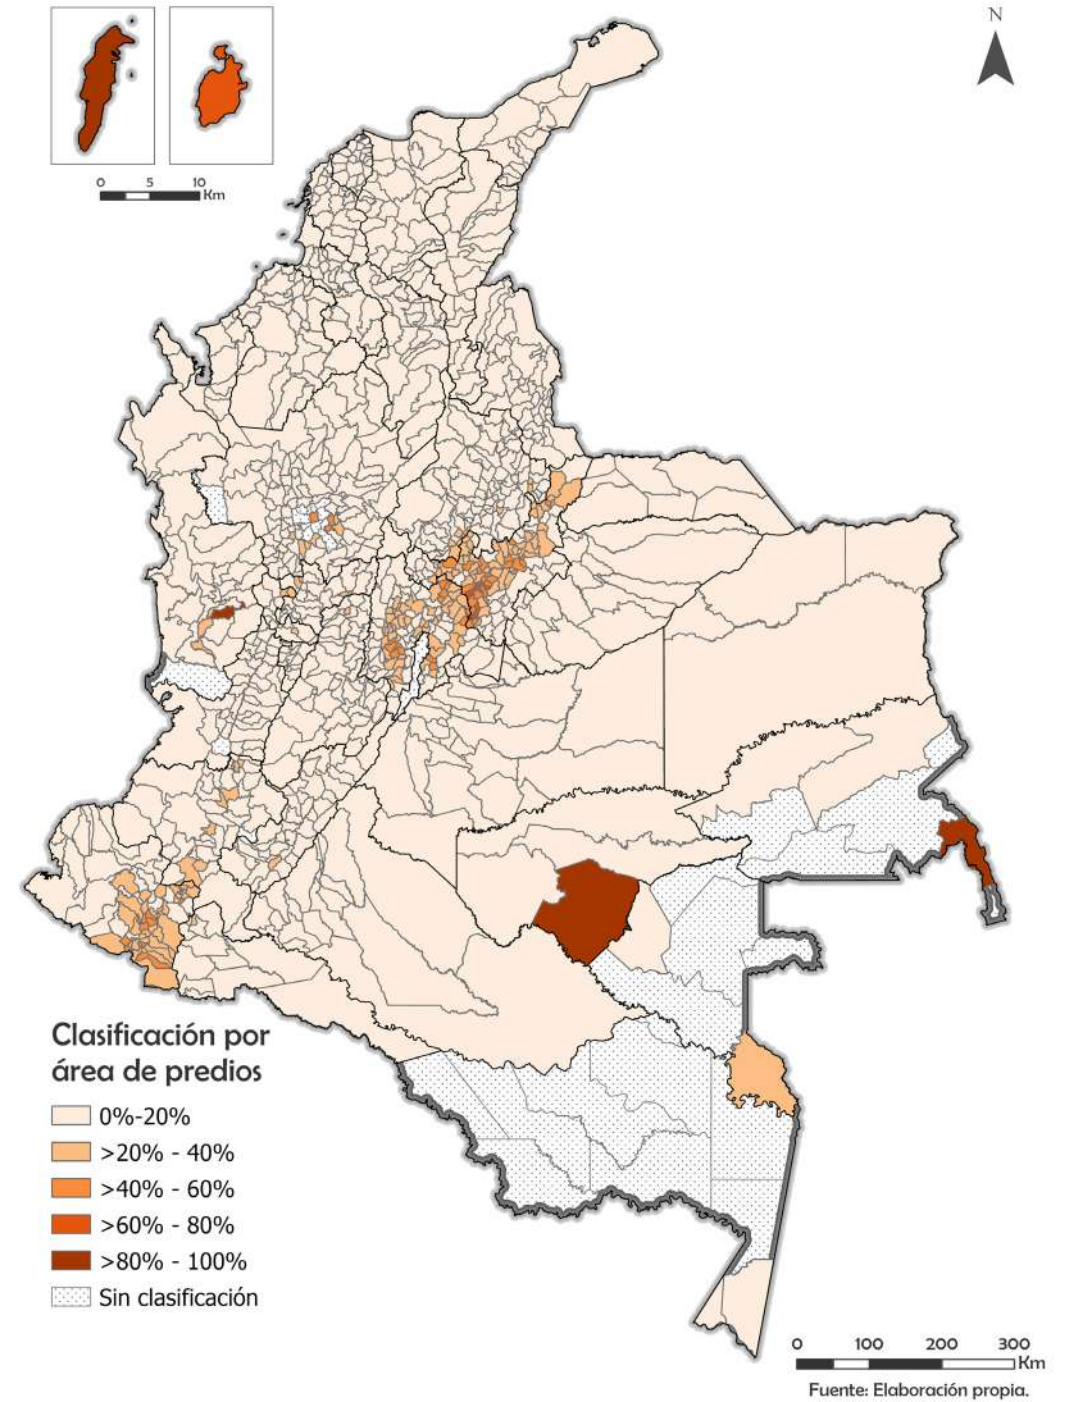 N
0 5 10
Km
Clasificación por
área de predios
0%-20%
>20% - 40%
>40% - 60%
>60% - 80%
>80% - 100%
Sin clasificación
0 100 200 300
Km
Fuente: Elaboración propia.